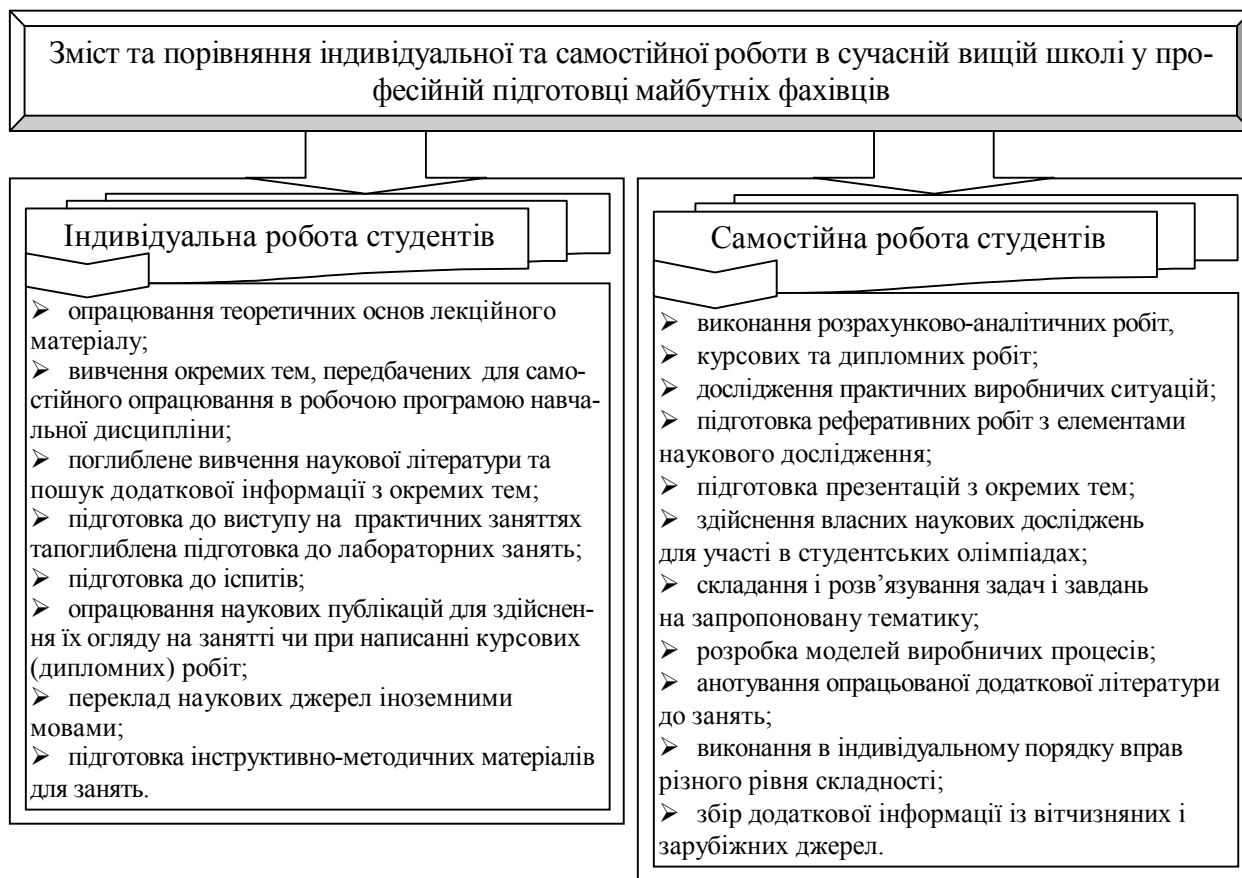 Зміст та порівняння індивідуальної та самостійної роботи в сучасній вищій школі у про-
фесійній підготовці майбутніх фахівців
Індивідуальна робота студентів
➢ опрацювання теоретичних основ лекційного
матеріалу;
➢ вивчення окремих тем, передбачених для само-
стійного опрацювання в робочою програмою навча-
льної дисципліни;
➢ поглиблене вивчення наукової літератури та
пошук додаткової інформації з окремих тем;
➢ підготовка до виступу на практичних заняттях
тапоглиблена підготовка до лабораторних занять;
➢ підготовка до іспитів;
➢ опрацювання наукових публікацій для здійснен-
ня їх огляду на занятті чи при написанні курсових
(дипломних) робіт;
➢ переклад наукових джерел іноземними
мовами;
➢ підготовка інструктивно-методичних матеріалів
для занять.
Самостійна робота студентів
➢ виконання розрахунково-аналітичних робіт,
➢ курсових та дипломних робіт;
➢ дослідження практичних виробничих ситуацій;
➢ підготовка реферативних робіт з елементами
наукового дослідження;
➢ підготовка презентацій з окремих тем;
➢ здійснення власних наукових досліджень
для участі в студентських олімпіадах;
➢ складання і розв’язування задач і завдань
на запропоновану тематику;
➢ розробка моделей виробничих процесів;
➢ анотування опрацьованої додаткової літератури
до занять;
➢ виконання в індивідуальному порядку вправ
різного рівня складності;
➢ збір додаткової інформації із вітчизняних і
зарубіжних джерел.